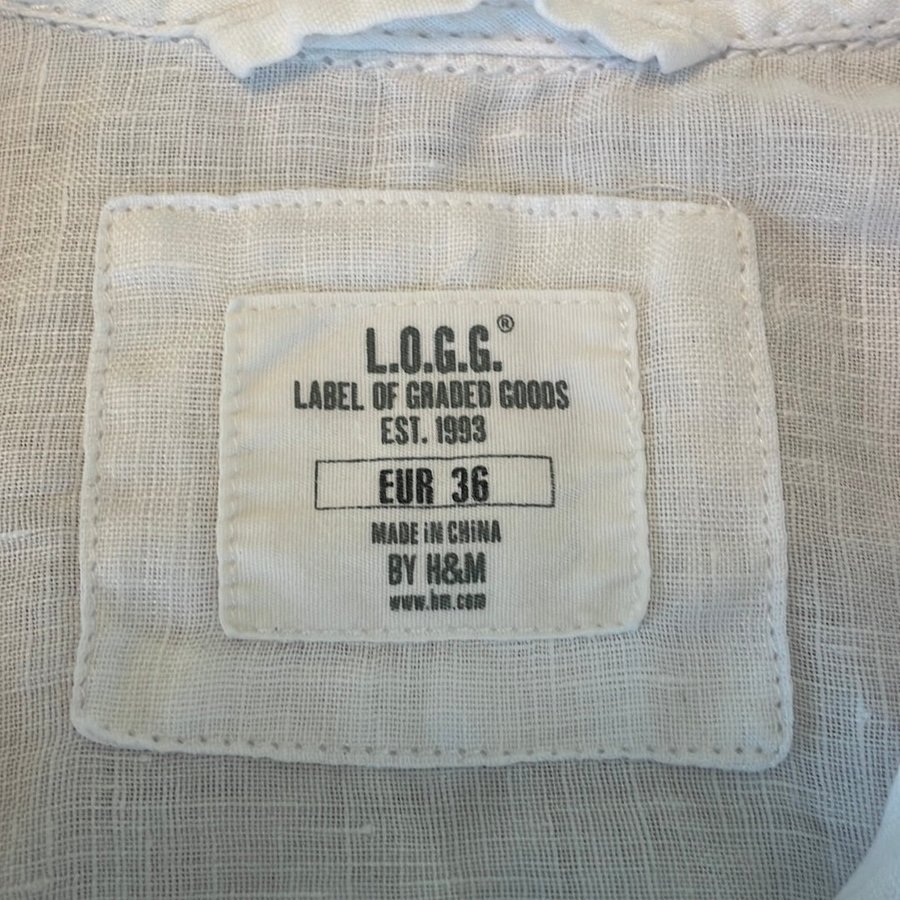 L.O.G.G.®
LABEL OF GRADED GOODS
EST. 1993
EUR 36
MADE iN CHiNA
BY H&M
www.hm.com